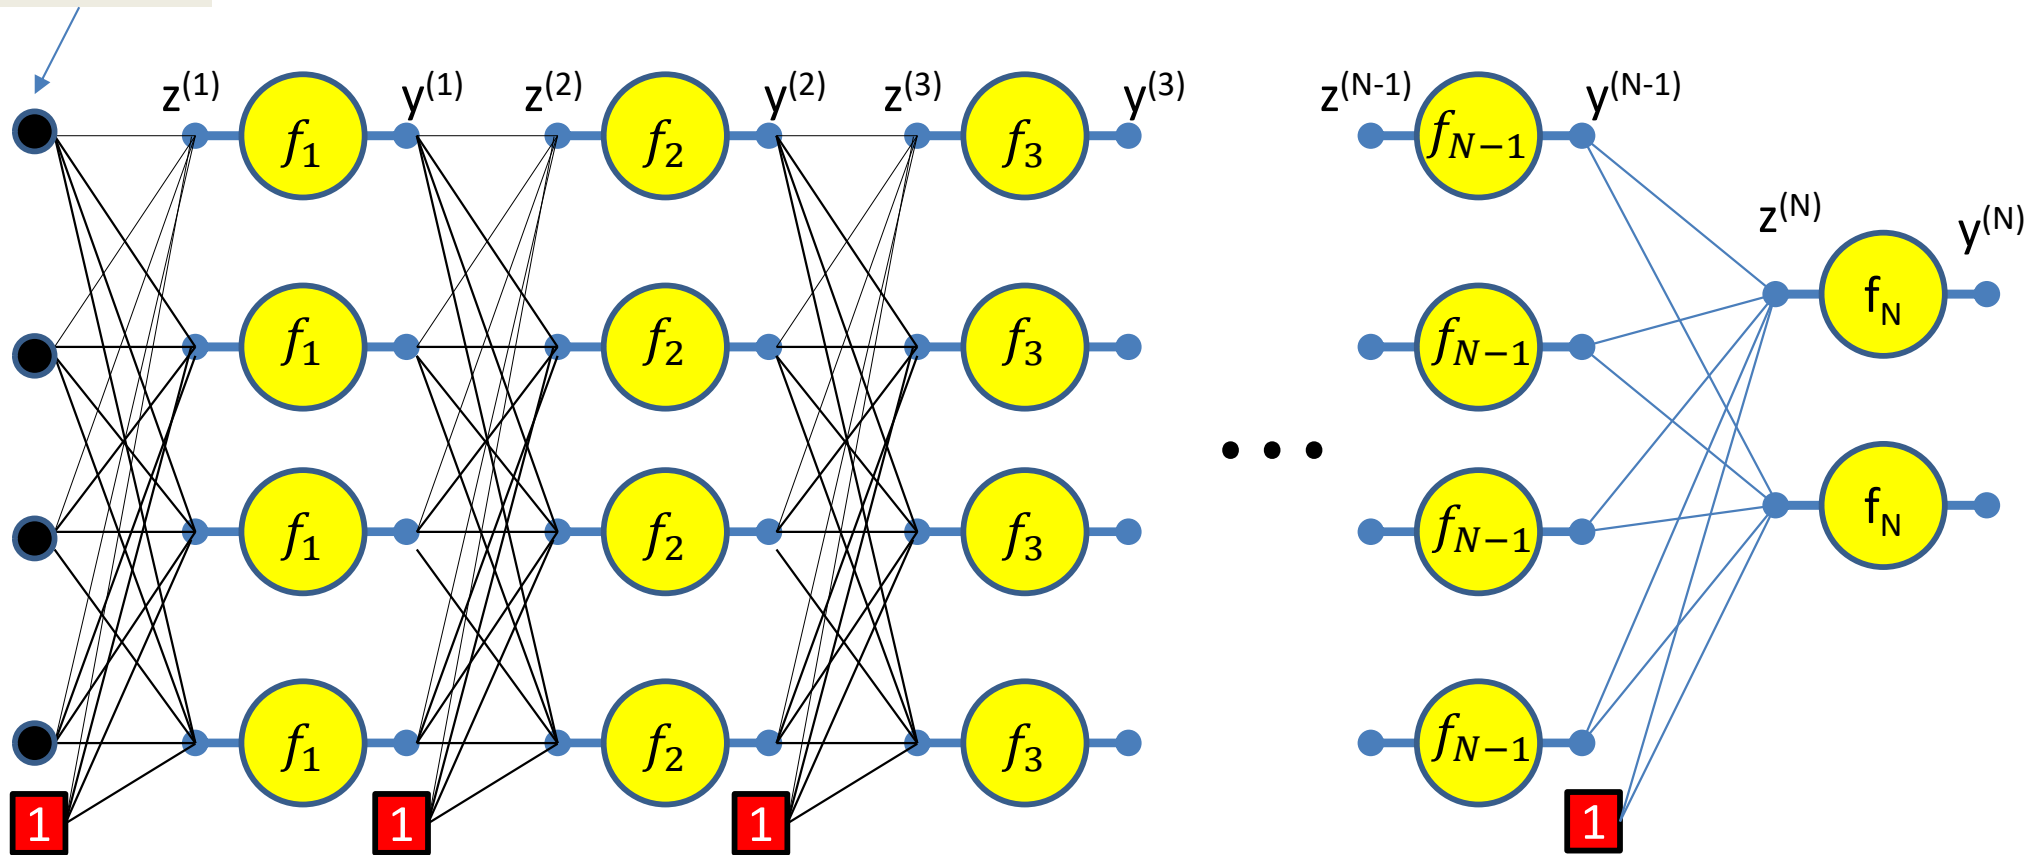 z(1) y(1) z(2) y(2) z(3) y(3) z(N-1) y(N-1)
f1 f2 f3 fN−1
z(N) y(N)
fN
f1 f2 f3 fN−1
f1 f2 f3 fN−1
fN
f1 f2 f3 fN−1
1 1 1 1